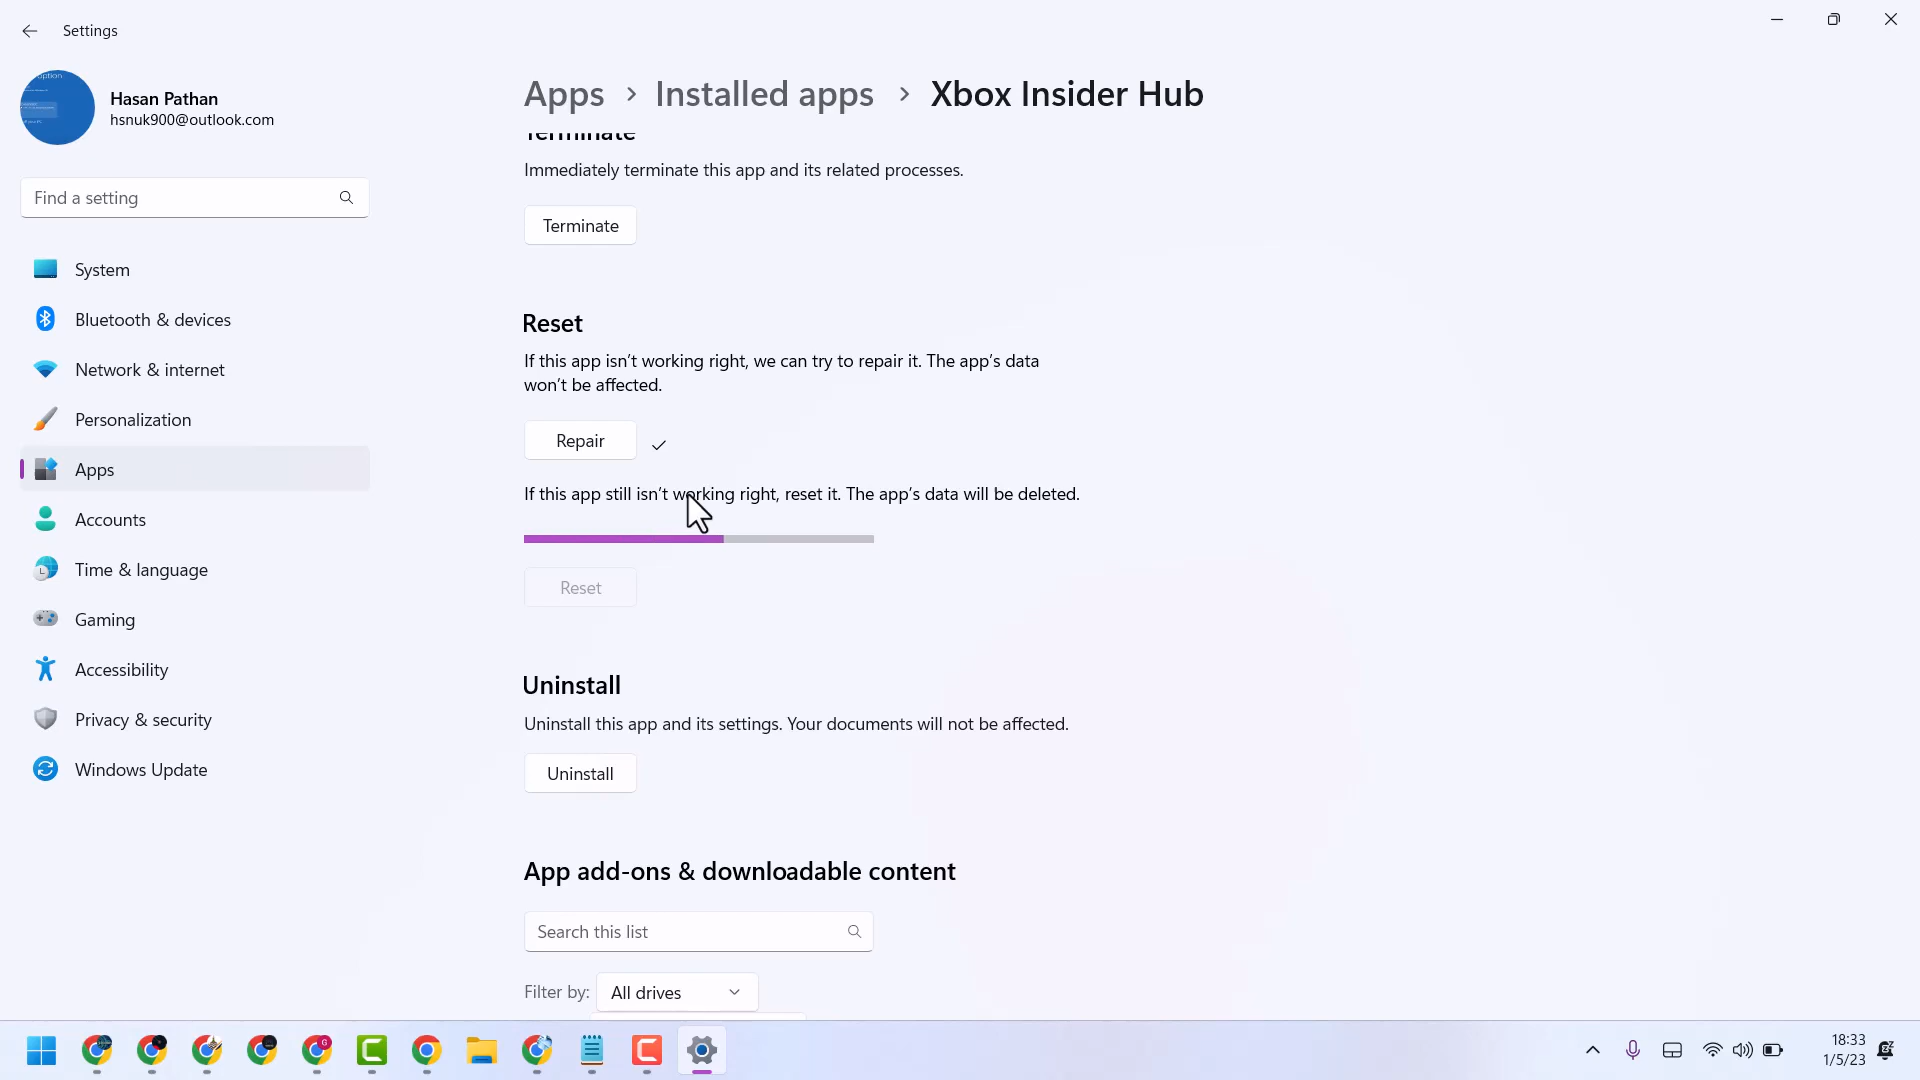 Settings
Hasan Pathan
hsnuk900@outlook.com
Find a setting
System
Bluetooth & devices
Network & internet
Personalization
Apps
Accounts
Time & language
Gaming
Accessibility
Privacy & security
Windows Update
Apps > Installed apps > Xbox Insider Hub
Terminate
Immediately terminate this app and its related processes.
Terminate
Reset
If this app isn't working right, we can try to repair it. The app's data
won't be affected.
Repair
If this app still isn't working right, reset it. The app's data will be deleted.
Reset
Uninstall
Uninstall this app and its settings. Your documents will not be affected.
Uninstall
App add-ons & downloadable content
Search this list
Filter by: All drives
18:33
1/5/23